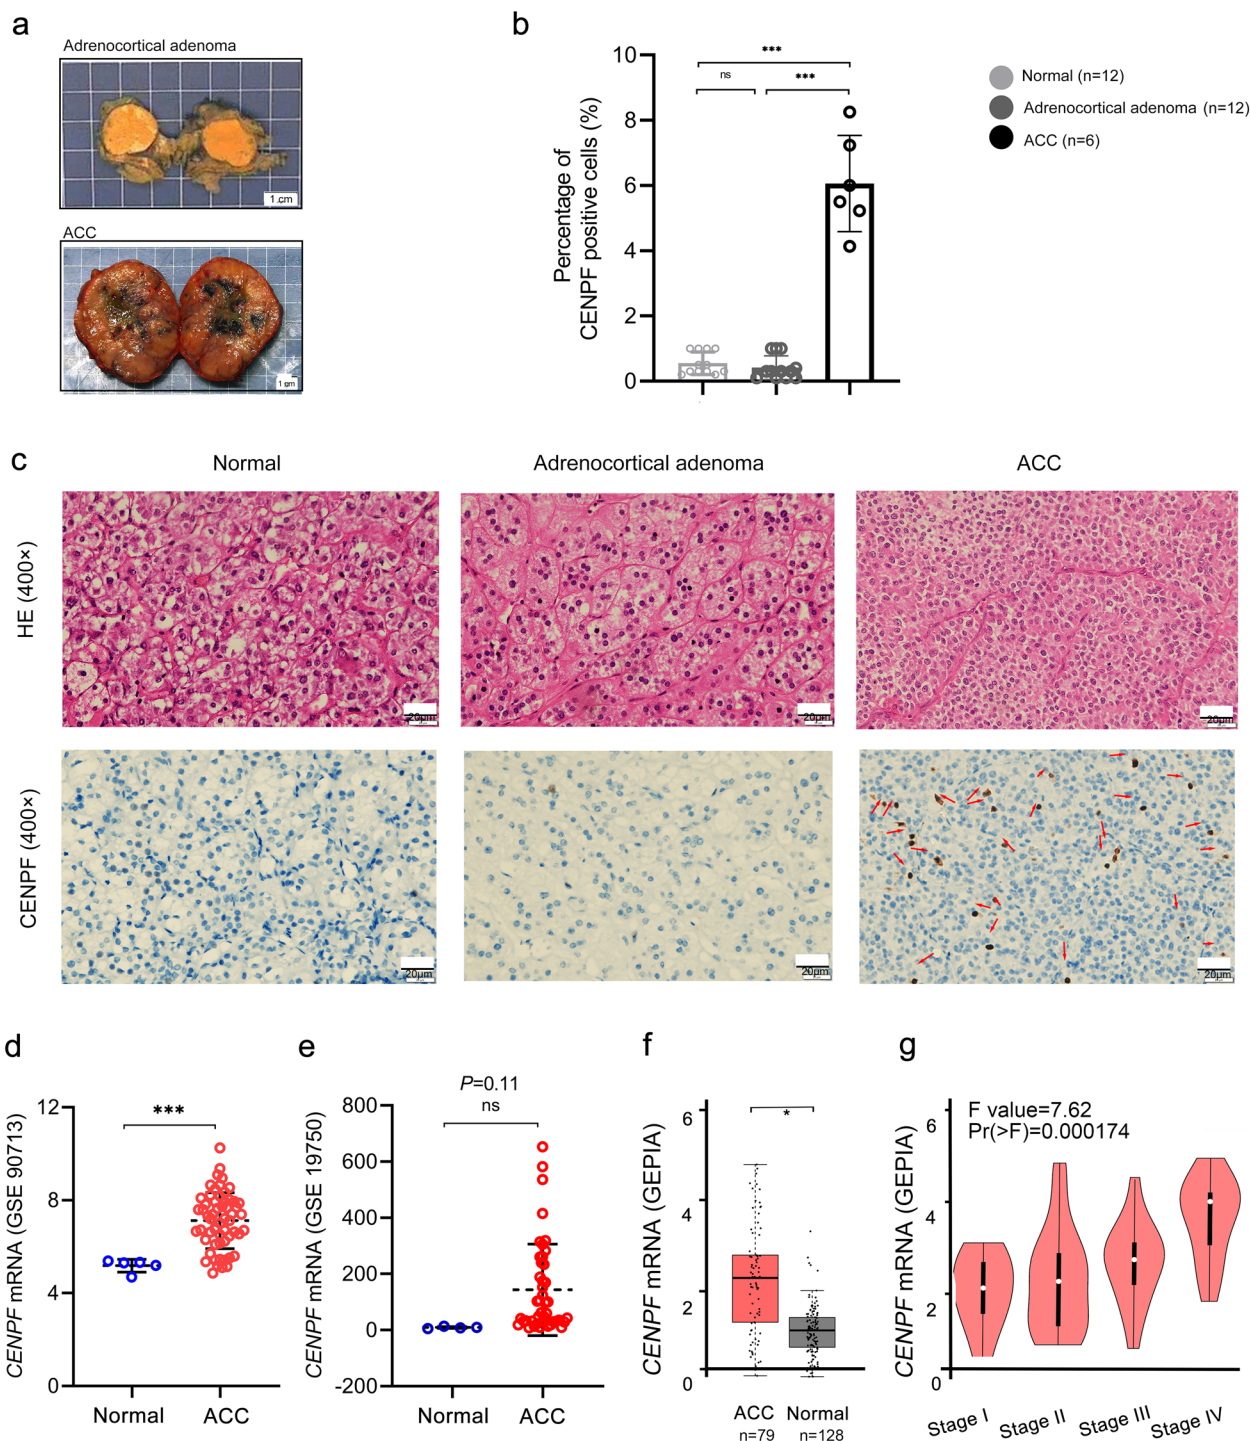 a
Adrenocortical adenoma
1 cm
ACC
1 cm
b
10
8
6
4
2
0
Percentage of
CENPF positive cells (%)
***
ns
***
Normal (n=12)
Adrenocortical adenoma (n=12)
ACC (n=6)
c
Normal
Adrenocortical adenoma
ACC
HE (400×)
20μm
20μm
20μm
CENPF (400×)
20μm
20μm
20μm
d
CENPF mRNA (GSE 90713)
12
8
4
0
***
Normal
ACC
e
CENPF mRNA (GSE 19750)
800
600
400
200
0
-200
P=0.11
ns
Normal
ACC
f
CENPF mRNA (GEPIA)
6
4
2
0
*
ACC
n=79
Normal
n=128
g
CENPF mRNA (GEPIA)
6
4
2
0
F value=7.62
Pr(>F)=0.000174
Stage I
Stage II
Stage III
Stage IV